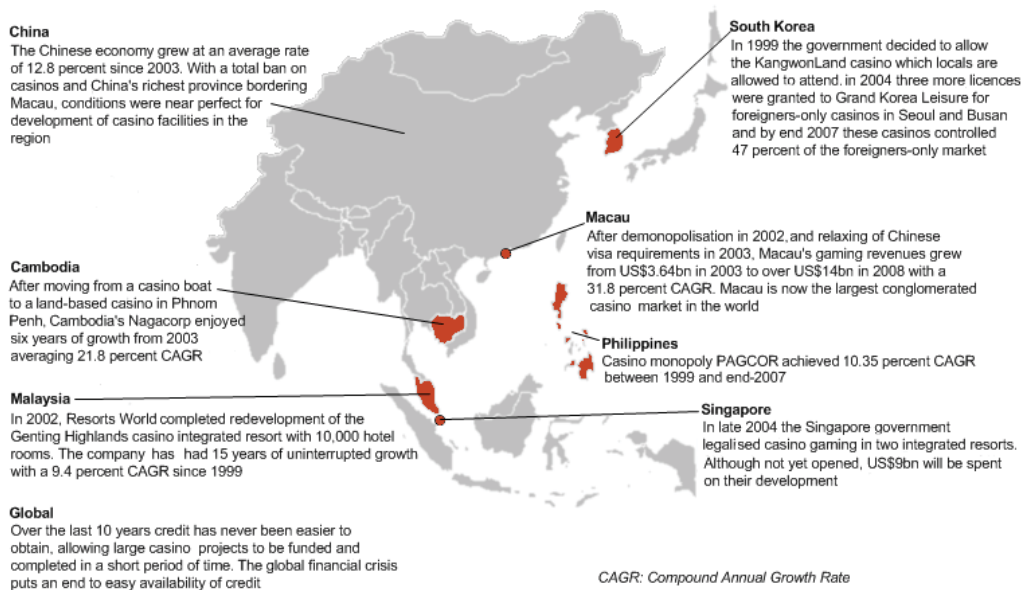 China
The Chinese economy grew at an average rate
of 12.8 percent since 2003. With a total ban on
casinos and China's richest province bordering
Macau, conditions were near perfect for
development of casino facilities in the
region
South Korea
In 1999 the government decided to allow
the KangwonLand casino which locals are
allowed to attend. in 2004 three more licences
were granted to Grand Korea Leisure for
foreigners-only casinos in Seoul and Busan
and by end 2007 these casinos controlled
47 percent of the foreigners-only market
Macau
After demonopolisation in 2002, and relaxing of Chinese
visa requirements in 2003, Macau's gaming revenues grew
from US$3.64bn in 2003 to over US$14bn in 2008 with a
31.8 percent CAGR. Macau is now the largest conglomerated
casino market in the world
Cambodia
After moving from a casino boat
to a land-based casino in Phnom
Penh, Cambodia's Nagacorp enjoyed
six years of growth from 2003
averaging 21.8 percent CAGR
Philippines
Casino monopoly PAGCOR achieved 10.35 percent CAGR
between 1999 and end-2007
Malaysia
In 2002, Resorts World completed redevelopment of the
Genting Highlands casino integrated resort with 10,000 hotel
rooms. The company has had 15 years of uninterrupted growth
with a 9.4 percent CAGR since 1999
Singapore
In late 2004 the Singapore government
legalised casino gaming in two integrated resorts.
Although not yet opened, US$9bn will be spent
on their development
Global
Over the last 10 years credit has never been easier to
obtain, allowing large casino projects to be funded and
completed in a short period of time. The global financial crisis
puts an end to easy availability of credit
CAGR: Compound Annual Growth Rate